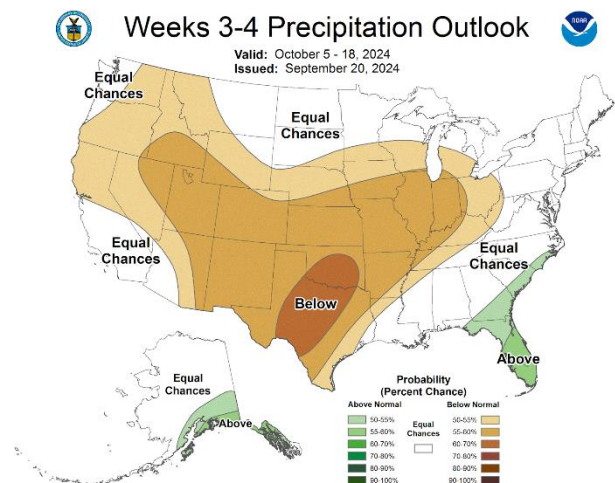 Weeks 3-4 Precipitation Outlook
Valid: October 5 - 18, 2024
Issued: September 20, 2024
NOAA
Equal
Chances
Equal
Chances
Equal
Chances
Equal
Chances
Below
Above
Equal
Chances
Above
Probability
(Percent Chance)
Above Normal
50-55%
55-60%
60-70%
70-80%
80-90%
90-100%
Equal
Chances
Below Normal
50-55%
55-60%
60-70%
70-80%
80-90%
90-100%